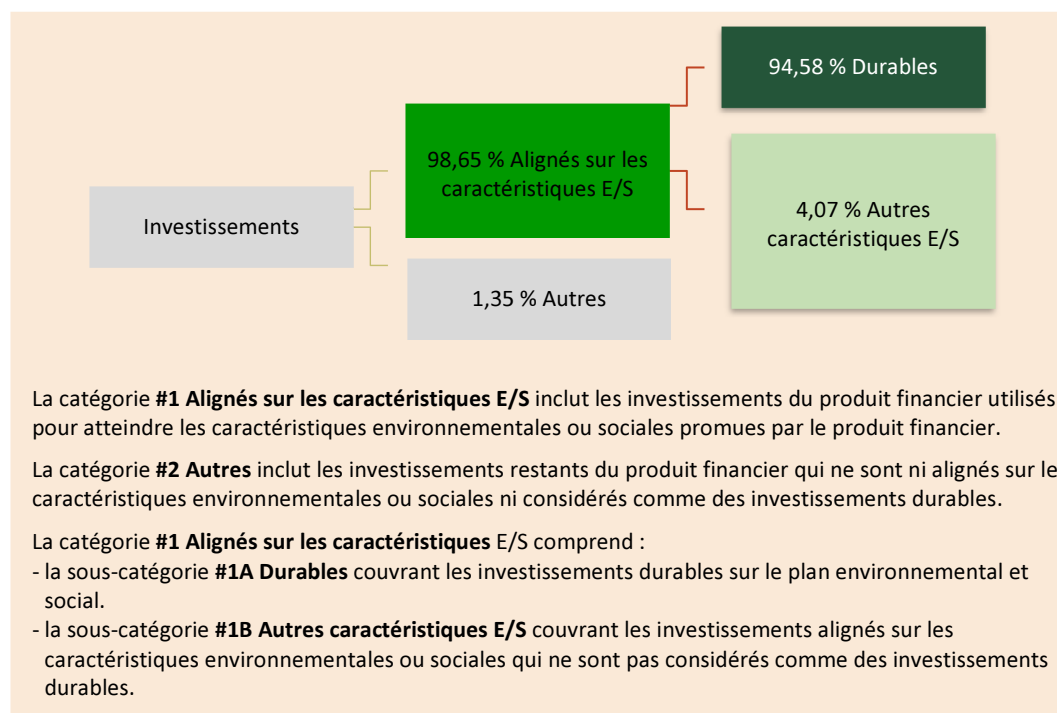 94,58 % Durables
98,65 % Alignés sur les
caractéristiques E/S
Investissements
4,07 % Autres
caractéristiques E/S
1,35 % Autres
La catégorie #1 Alignés sur les caractéristiques E/S inclut les investissements du produit financier utilisés
pour atteindre les caractéristiques environnementales ou sociales promues par le produit financier.
La catégorie #2 Autres inclut les investissements restants du produit financier qui ne sont ni alignés sur le
caractéristiques environnementales ou sociales ni considérés comme des investissements durables.
La catégorie #1 Alignés sur les caractéristiques E/S comprend :
- la sous-catégorie #1A Durables couvrant les investissements durables sur le plan environnemental et
social.
- la sous-catégorie #1B Autres caractéristiques E/S couvrant les investissements alignés sur les
caractéristiques environnementales ou sociales qui ne sont pas considérés comme des investissements
durables.